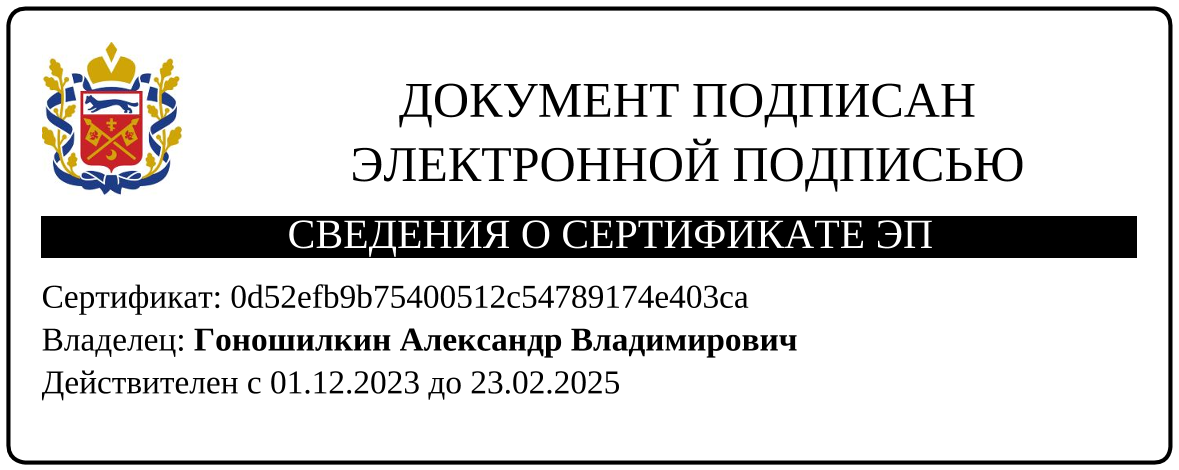 ДОКУМЕНТ ПОДПИСАН
ЭЛЕКТРОННОЙ ПОДПИСЬЮ
СВЕДЕНИЯ О СЕРТИФИКАТЕ ЭП
Сертификат: 0d52efb9b75400512c54789174e403ca
Владелец: Гоношилкин Александр Владимирович
Действителен с 01.12.2023 до 23.02.2025